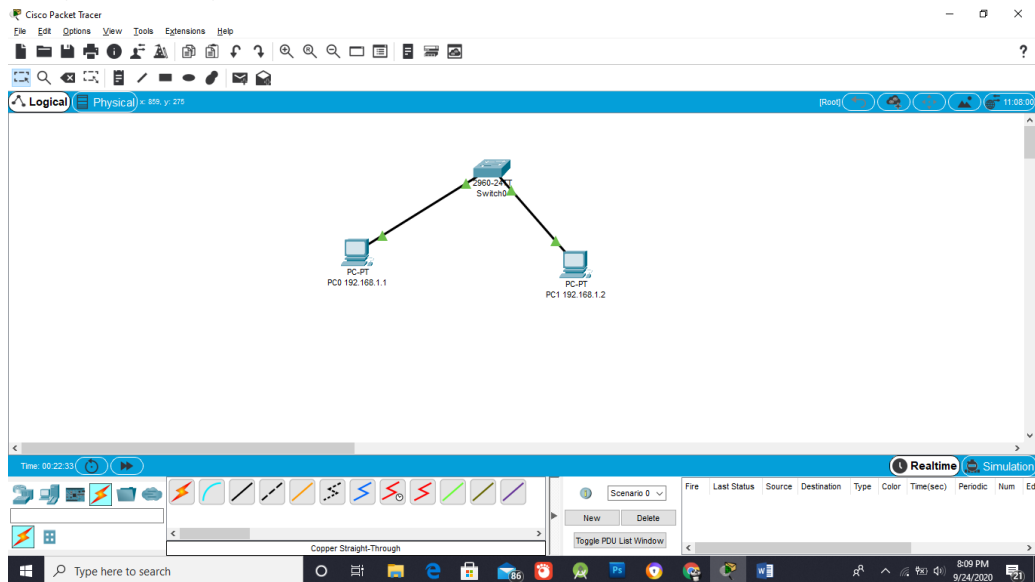 Cisco Packet Tracer
File Edit Options View Tools Extensions Help
?
Logical Physical x: 859, y: 275 [Root] 11:08:00
2960-24TT
Switch0
PC-PT
PC0 192.168.1.1
PC-PT
PC1 192.168.1.2
Time: 00:22:33 Realtime Simulation
Scenario 0
Fire Last Status Source Destination Type Color Time(sec) Periodic Num Ed
New Delete
Toggle PDU List Window
Copper Straight-Through
Type here to search
86
Ps
8:09 PM
9/24/2020